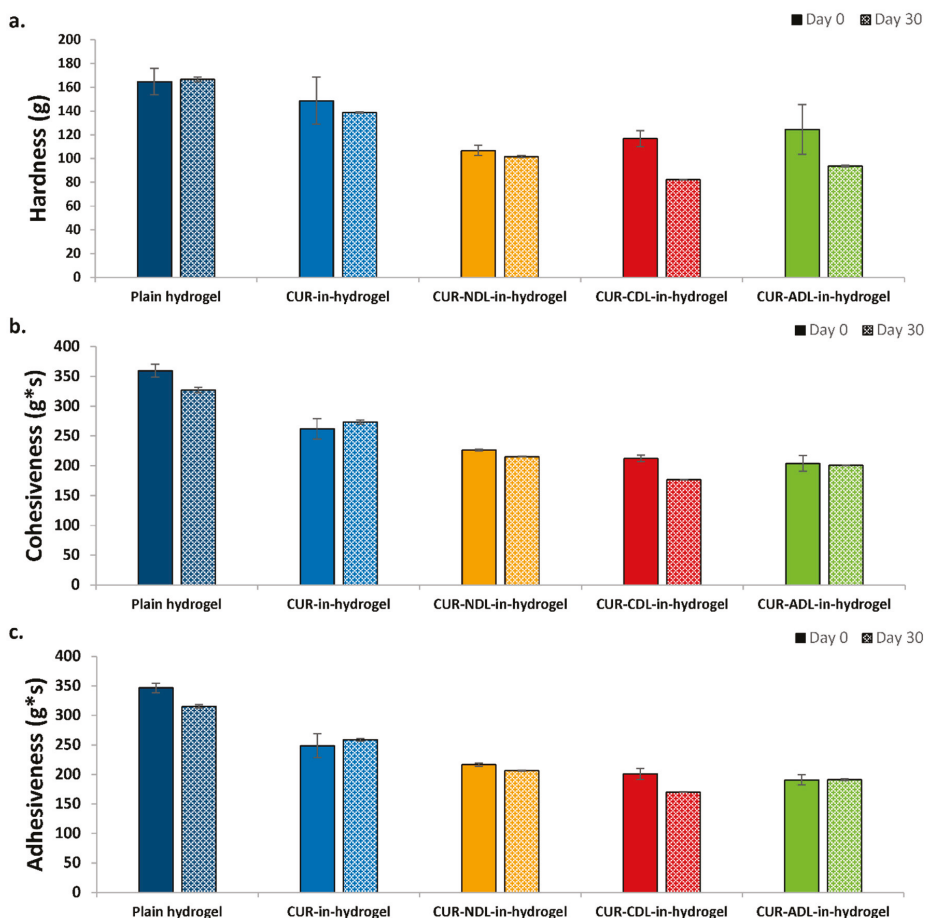 a.
Day 0 Day 30
Hardness (g)
200
180
160
140
120
100
80
60
40
20
0
Plain hydrogel CUR-in-hydrogel CUR-NDL-in-hydrogel CUR-CDL-in-hydrogel CUR-ADL-in-hydrogel
b.
Day 0 Day 30
Cohesiveness (g*s)
400
350
300
250
200
150
100
50
0
Plain hydrogel CUR-in-hydrogel CUR-NDL-in-hydrogel CUR-CDL-in-hydrogel CUR-ADL-in-hydrogel
c.
Day 0 Day 30
Adhesiveness (g*s)
400
350
300
250
200
150
100
50
0
Plain hydrogel CUR-in-hydrogel CUR-NDL-in-hydrogel CUR-CDL-in-hydrogel CUR-ADL-in-hydrogel